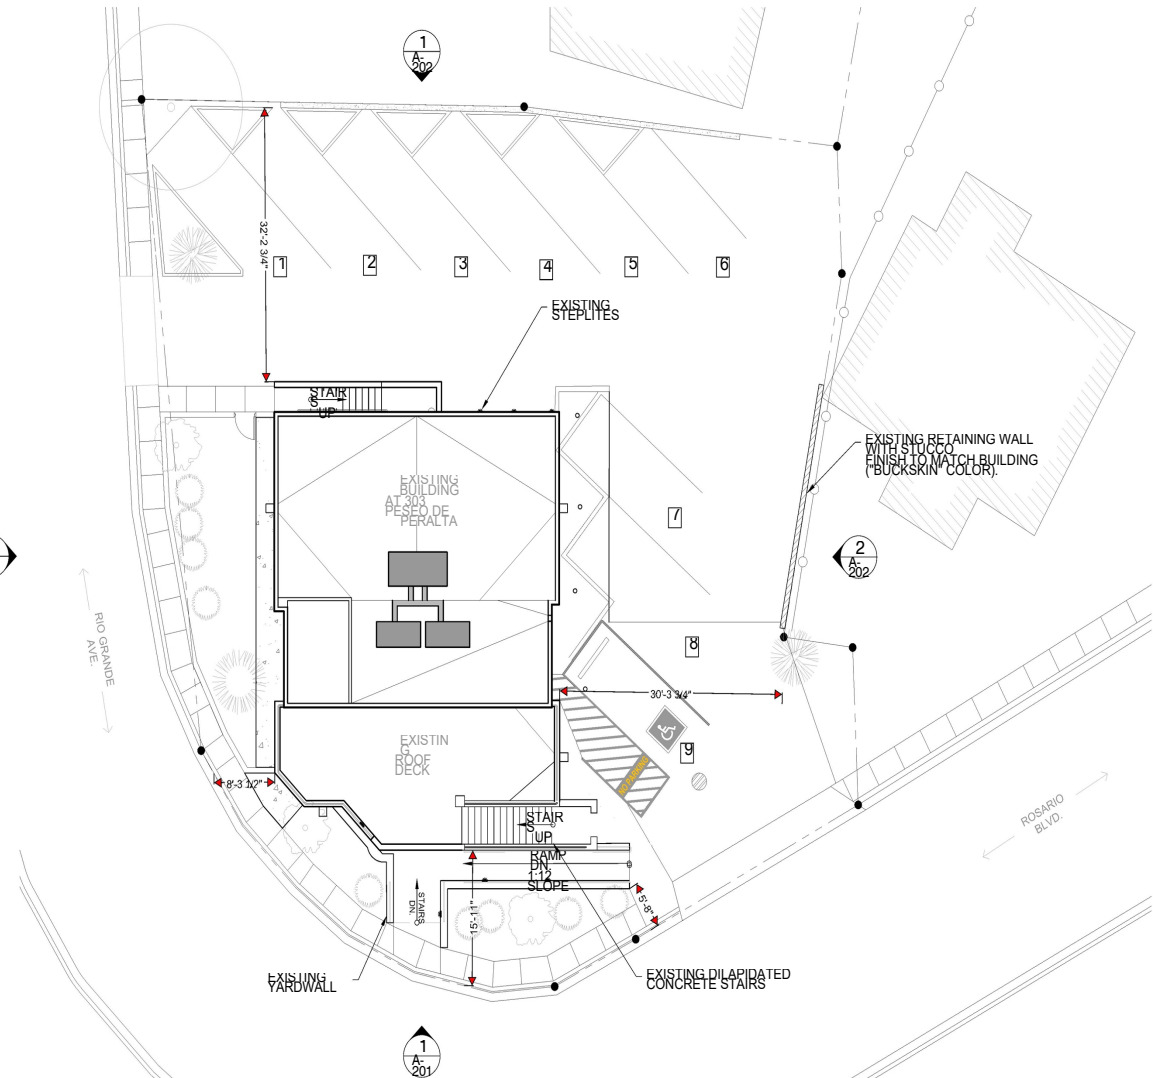 1
A-
202
32'-2 3/4"
1
2
3
4
5
6
EXISTING
STEPLITES
STAIR
S
UP
EXISTING RETAINING WALL
WITH STUCCO
FINISH TO MATCH BUILDING
("BUCKSKIN" COLOR).
EXISTING
BUILDING
AT 303
PESEO DE
PERALTA
7
2
A-
202
RIO GRANDE
AVE.
8
30'-3 3/4"
EXISTIN
G
ROOF
DECK
9
NO PARKING
8'-3 1/2"
STAIR
S
UP
RAMP
DN.
1:12
SLOPE
ROSARIO
BLVD.
STAIRS
DN.
15'-11"
5'-8"
EXISTING
YARDWALL
EXISTING DILAPIDATED
CONCRETE STAIRS
1
A-
201